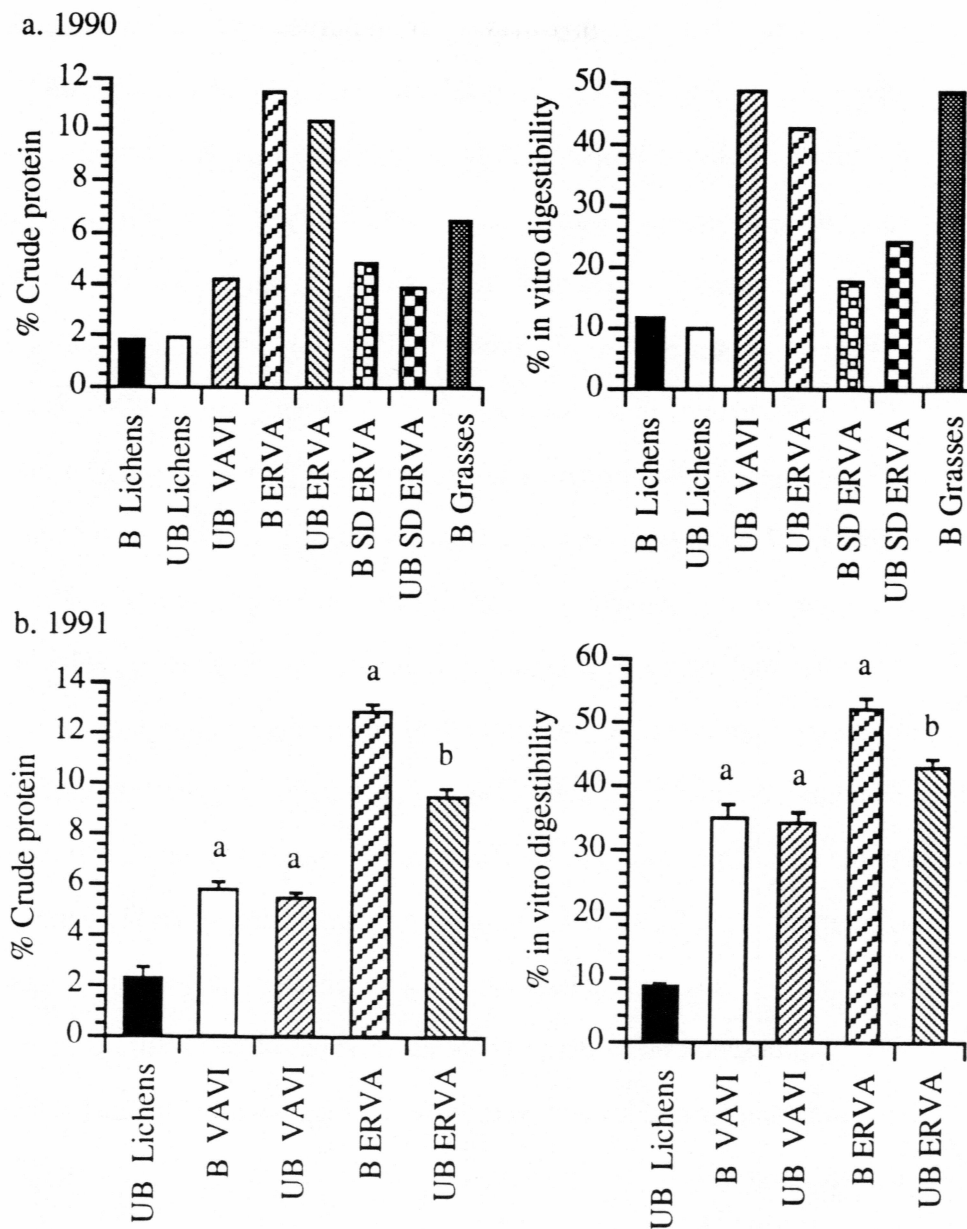 a. 1990
% Crude protein
12
10
8
6
4
2
0
B Lichens
UB Lichens
UB VAVI
B ERVA
UB ERVA
B SD ERVA
UB SD ERVA
B Grasses
% in vitro digestibility
50
40
30
20
10
0
B Lichens
UB Lichens
UB VAVI
UB ERVA
B SD ERVA
UB SD ERVA
B Grasses
b. 1991
% Crude protein
14
12
10
8
6
4
2
0
a
a
a
b
UB Lichens
B VAVI
UB VAVI
B ERVA
UB ERVA
% in vitro digestibility
60
50
40
30
20
10
0
a
a
a
b
UB Lichens
B VAVI
UB VAVI
B ERVA
UB ERVA